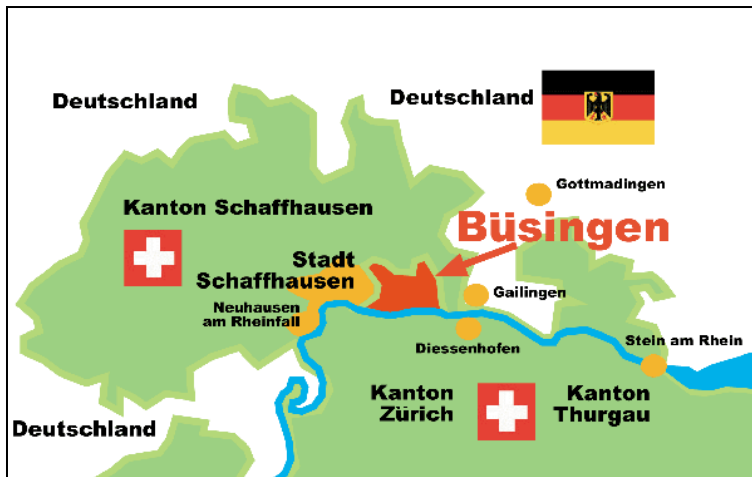 Deutschland
Deutschland
Gottmadingen
Kanton Schaffhausen
Büsingen
Stadt
Schaffhausen
Gailingen
Neuhausen
am Rheinfall
Stein am Rhein
Diessenhofen
Kanton
Zürich
Kanton
Thurgau
Deutschland